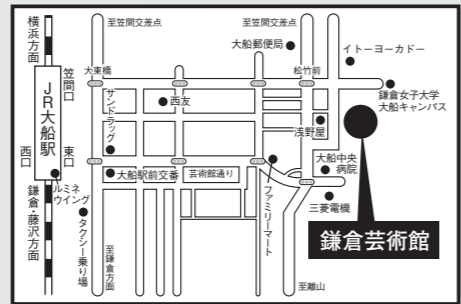 横浜方面
至笠間交差点
至笠間交差点
大船郵便局
イトーヨーカドー
笠間口
大東橋
松竹前
JR大船駅
サンドラッグ
西友
浅野屋
鎌倉女子大学
大船キャンパス
西口
東口
大船駅前交番
芸術館通り
大船中央
病院
ルミネ
ウイング
鎌倉・藤沢方面
タクシー乗り場
至鎌倉方面
ファミリーマート
三菱電機
鎌倉芸術館
至離山